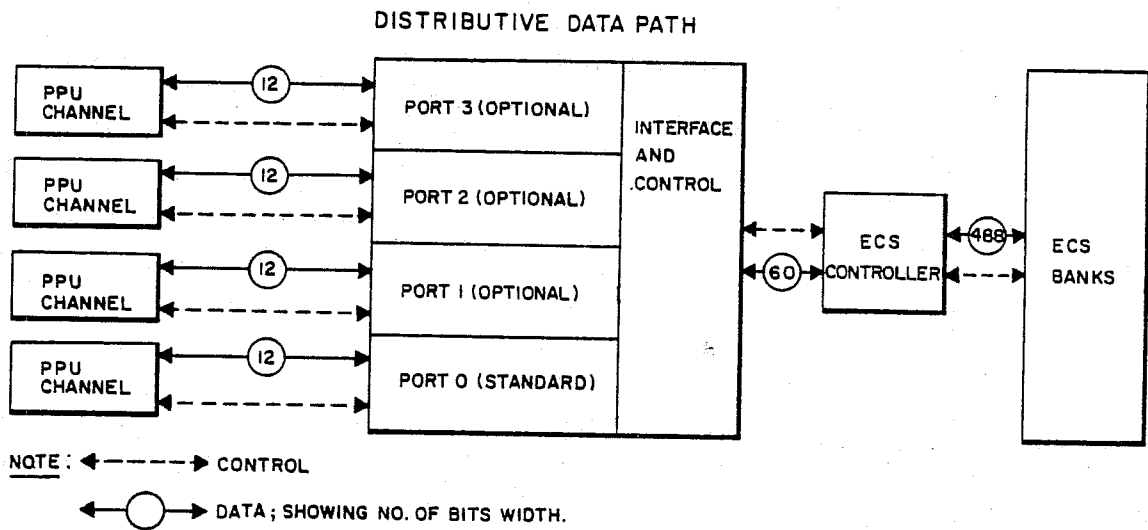 DISTRIBUTIVE DATA PATH
PPU
CHANNEL
12
PORT 3 (OPTIONAL)
PPU
CHANNEL
12
PORT 2 (OPTIONAL)
PPU
CHANNEL
12
PORT 1 (OPTIONAL)
PPU
CHANNEL
12
PORT 0 (STANDARD)
INTERFACE
AND
CONTROL
60
ECS
CONTROLLER
488
ECS
BANKS
NOTE: CONTROL
DATA; SHOWING NO. OF BITS WIDTH.